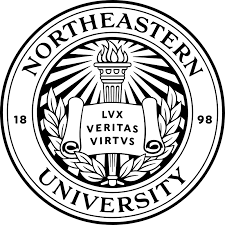 NORTHEASTERN
LVX
VERITAS
VIRTVS
18 98
UNIVERSITY